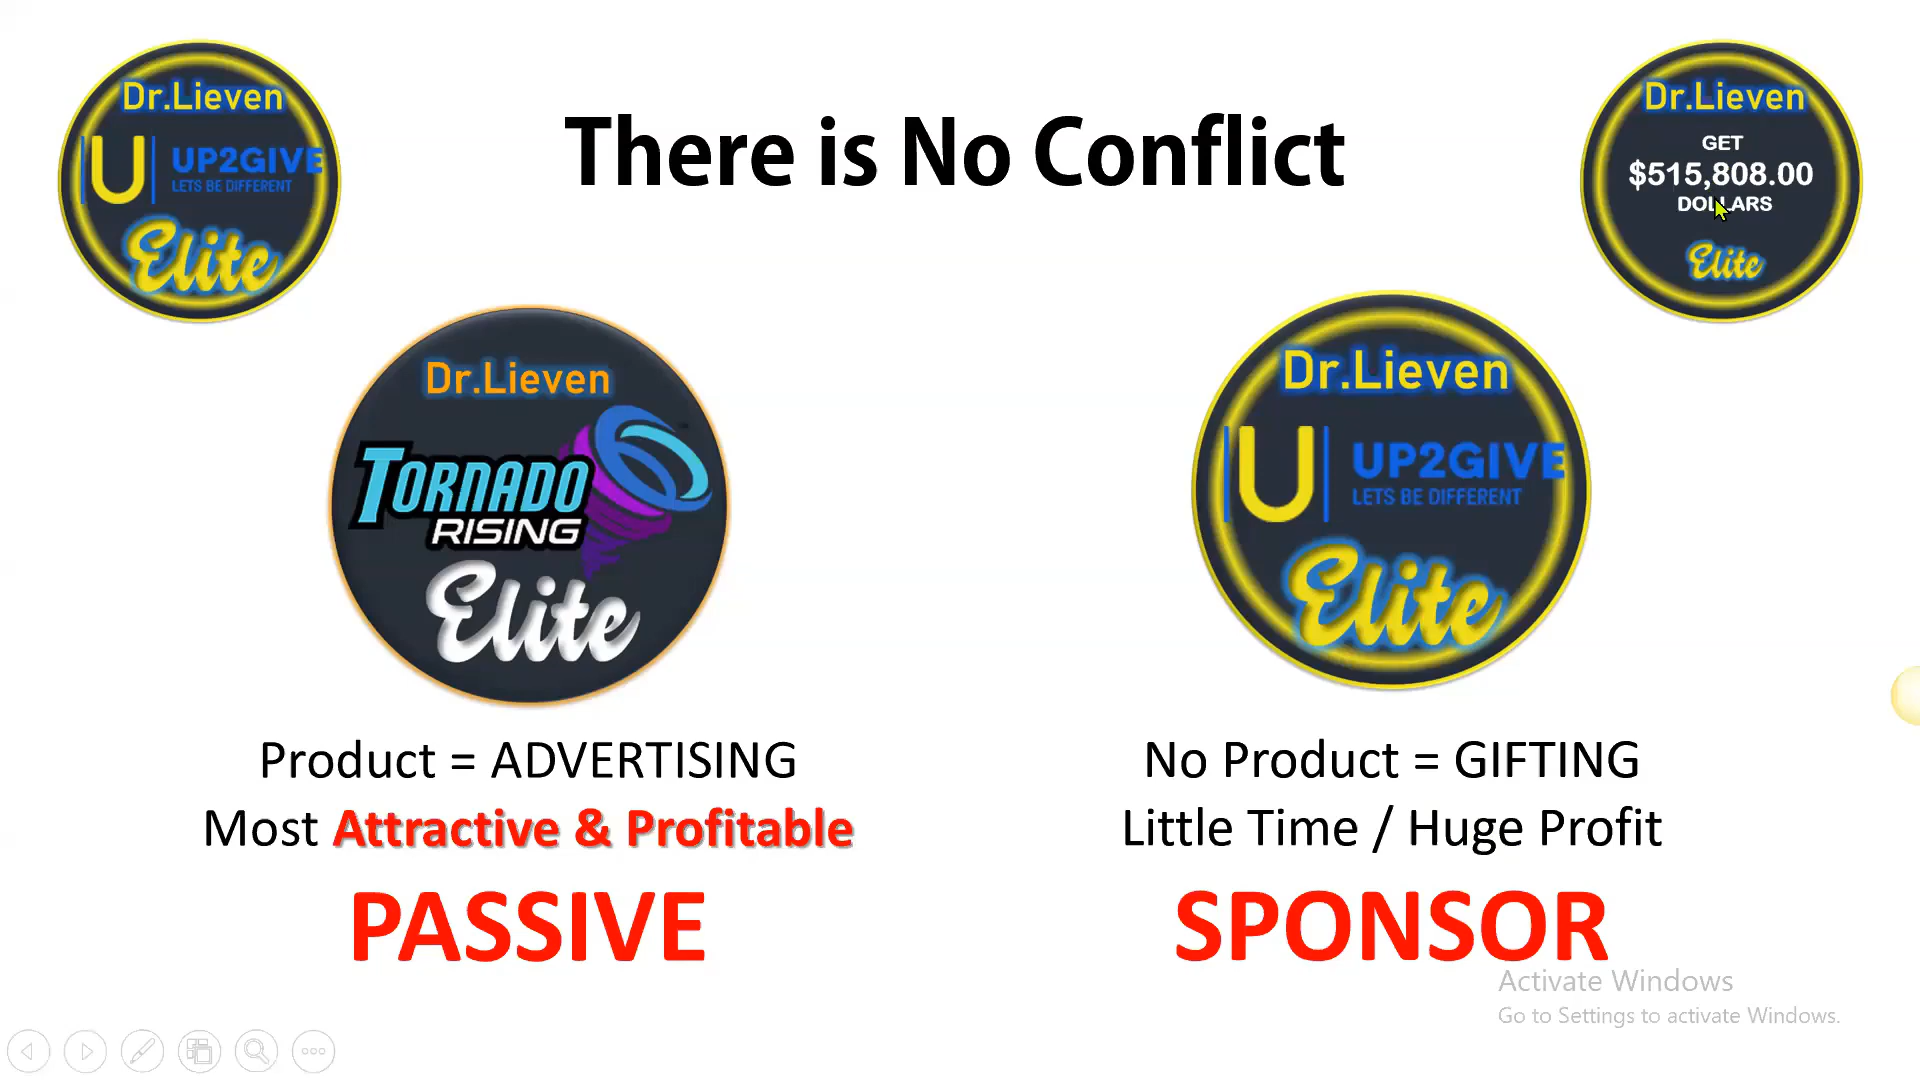 There is No Conflict
Dr.Lieven
U UP2GIVE
LETS BE DIFFERENT
Elite
Dr.Lieven
GET
$515,808.00
DOLLARS
Elite
Dr.Lieven
TORNADO
RISING
Elite
Product = ADVERTISING
Most Attractive & Profitable
PASSIVE
Dr.Lieven
U UP2GIVE
LETS BE DIFFERENT
Elite
No Product = GIFTING
Little Time / Huge Profit
SPONSOR
Activate Windows
Go to Settings to activate Windows.